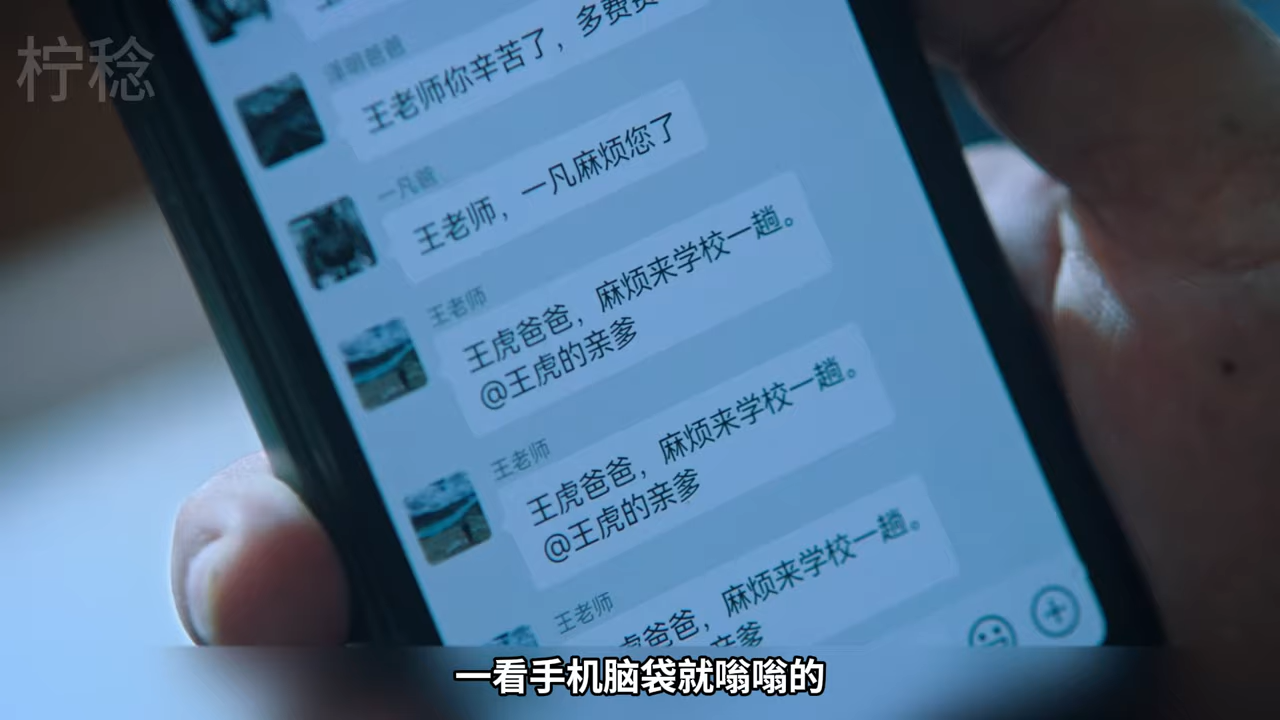 柠稔
王老师你辛苦了，多费
一凡爸
王老师，一凡麻烦您了
王老师
王虎爸爸，麻烦来学校一趟。
@王虎的亲爹
王老师
王虎爸爸，麻烦来学校一趟。
@王虎的亲爹
王老师
虎爸爸，麻烦来学校一趟。
亲爹
一看手机脑袋就嗡嗡的